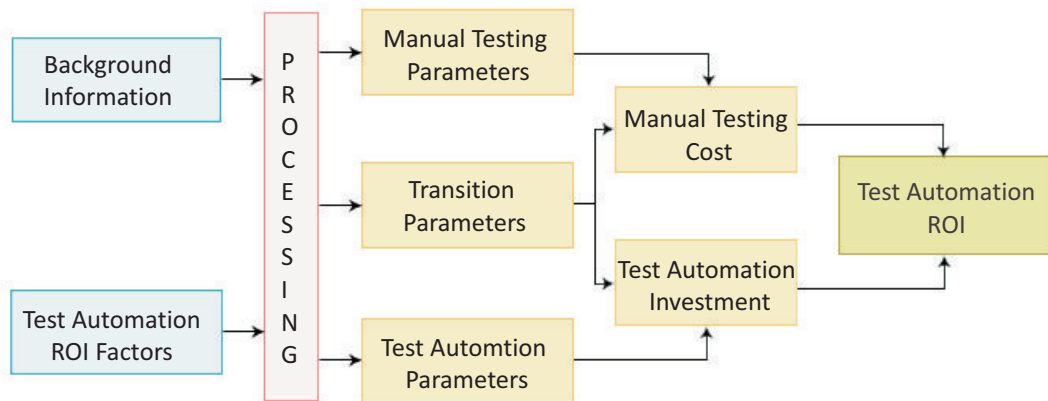 Background
Information
Test Automation
ROI Factors
P
R
O
C
E
S
S
I
N
G
Manual Testing
Parameters
Transition
Parameters
Test Automtion
Parameters
Manual Testing
Cost
Test Automation
Investment
Test Automation
ROI